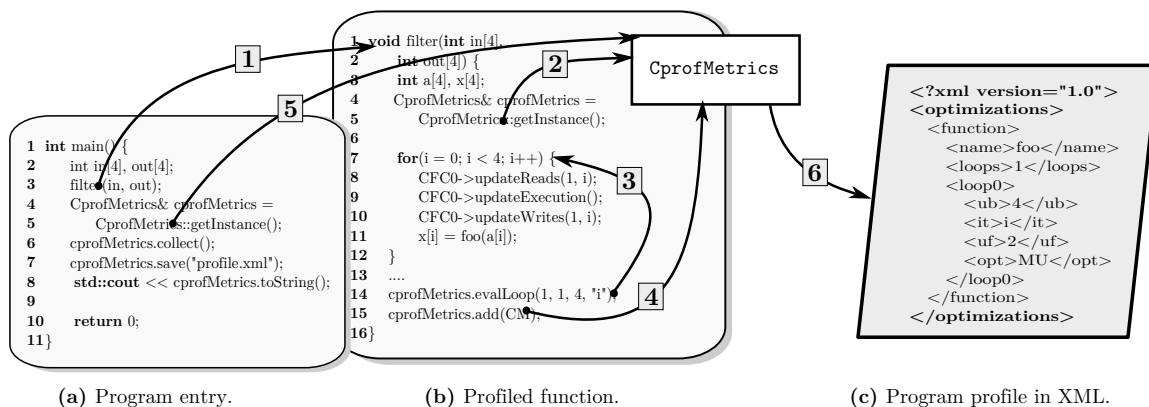 1 int main() {
2 int in[4], out[4];
3 filter(in, out);
4 CprofMetrics& cprofMetrics =
5 CprofMetrics::getInstance();
6 cprofMetrics.collect();
7 cprofMetrics.save("profile.xml");
8 std::cout << cprofMetrics.toString();
9
10 return 0;
11}
(a) Program entry.
1 void filter(int in[4],
2 int out[4]) {
3 int a[4], x[4];
4 CprofMetrics& cprofMetrics =
5 CprofMetrics::getInstance();
6
7 for(i = 0; i < 4; i++) {
8 CFC0->updateReads(1, i);
9 CFC0->updateExecution();
10 CFC0->updateWrites(1, i);
11 x[i] = foo(a[i]);
12 }
13 ....
14 cprofMetrics.evalLoop(1, 1, 4, "i");
15 cprofMetrics.add(CM);
16}
(b) Profiled function.
1
2
3
4
5
6
CprofMetrics
<?xml version="1.0">
<optimizations>
<function>
<name>foo</name>
<loops>1</loops>
<loop0>
<ub>4</ub>
<it>i</it>
<uf>2</uf>
<opt>MU</opt>
</loop0>
</function>
</optimizations>
(c) Program profile in XML.